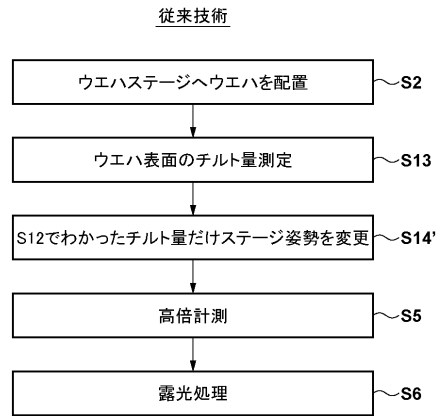 従来技術
ウエハステージへウエハを配置 S2
ウエハ表面のチルト量測定 S13
S12でわかったチルト量だけステージ姿勢を変更 S14'
高倍計測 S5
露光処理 S6